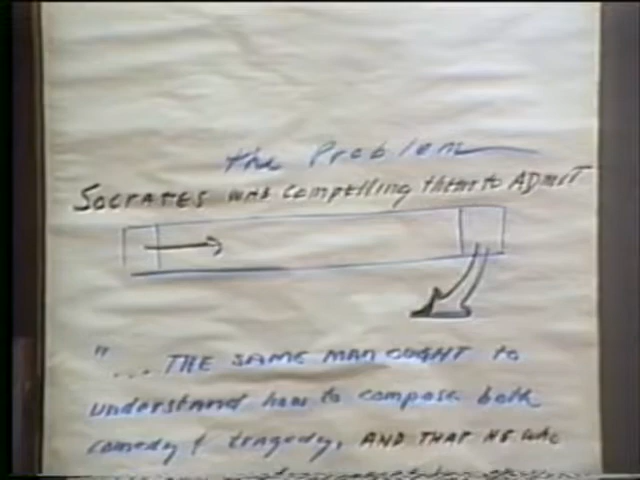 the Problem
SOCRATES was compelling them to ADMIT
"... THE SAME MAN OUGHT to
understand how to compose both
comedy & tragedy, AND THAT HE WHO